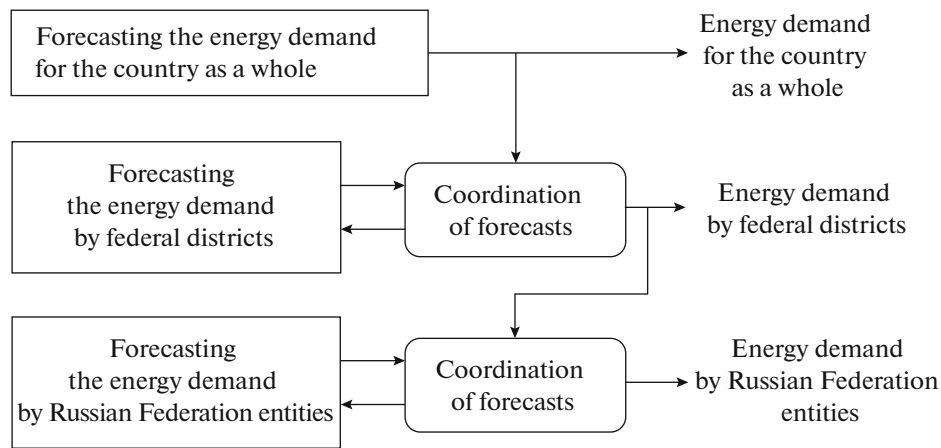 Forecasting the energy demand
for the country as a whole
Energy demand
for the country
as a whole
Forecasting
the energy demand
by federal districts
Coordination
of forecasts
Energy demand
by federal districts
Forecasting
the energy demand
by Russian Federation entities
Coordination
of forecasts
Energy demand
by Russian Federation
entities